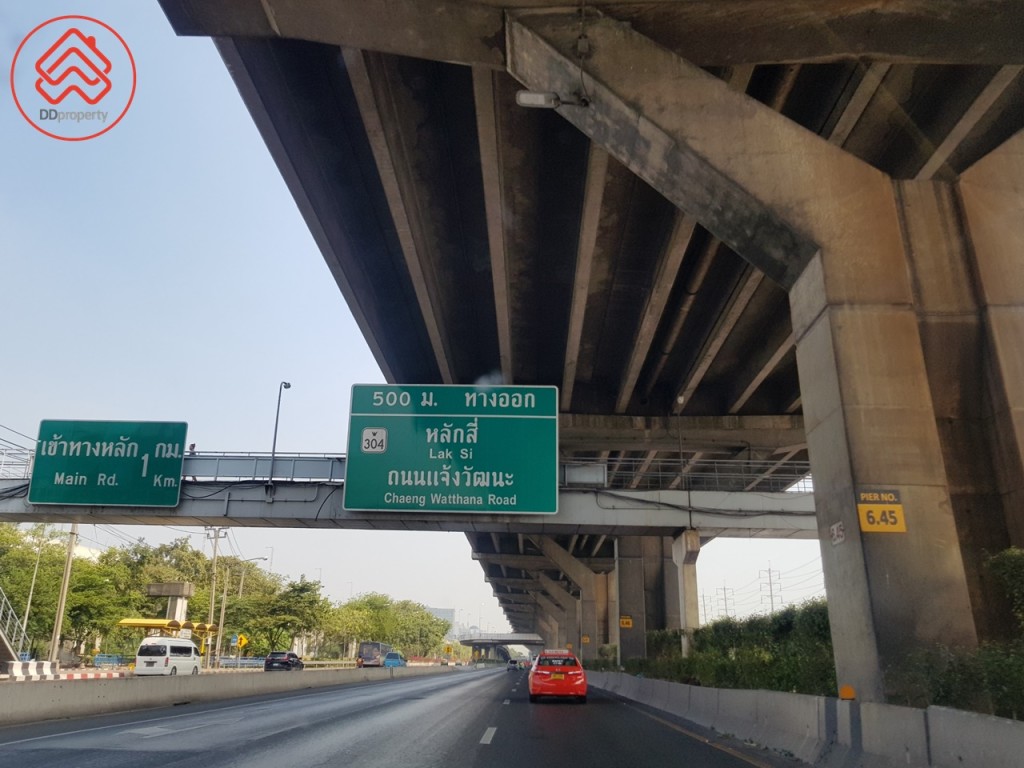 DDproperty
เข้าทางหลัก 1 กม.
Main Rd. Km.
500 ม. ทางออก
304
หลักสี่
Lak Si
ถนนแจ้งวัฒนะ
Chaeng Watthana Road
PIER NO.
6.45